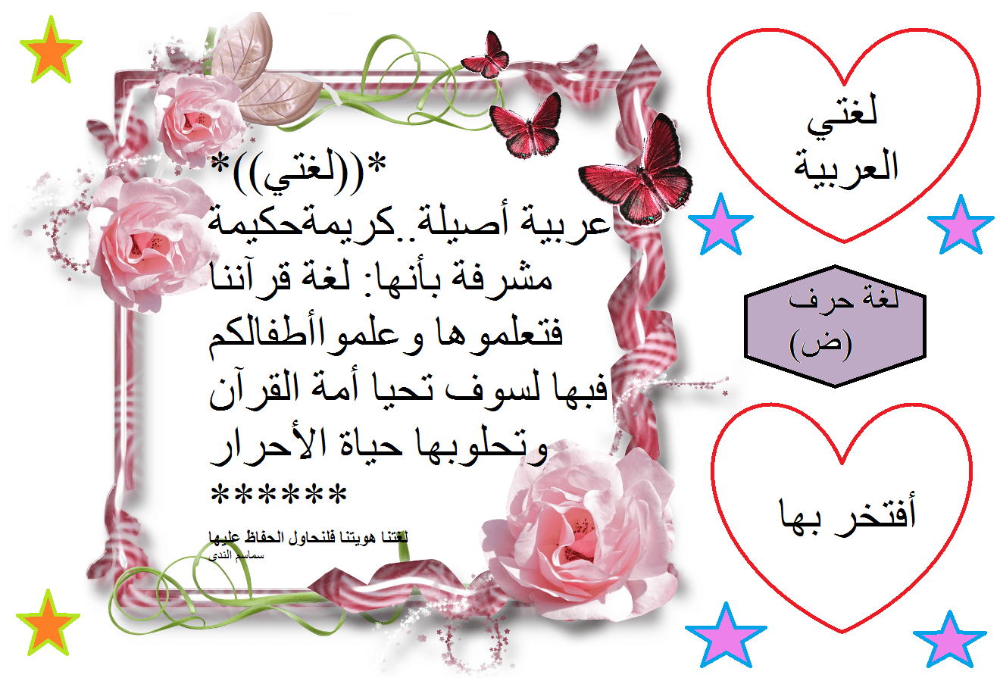 *((لغتي))*
عربية أصيلة..كريمةحكيمة
مشرفة بأنها: لغة قرآننا
فتعلموها وعلمواأطفالكم
فبها لسوف تحيا أمة القرآن
وتحلوبها حياة الأحرار
******
لغتنا هويتنا فلنحاول الحفاظ عليها
سماسم الندى
لغتي
العربية
لغة حرف
(ض)
أفتخر بها